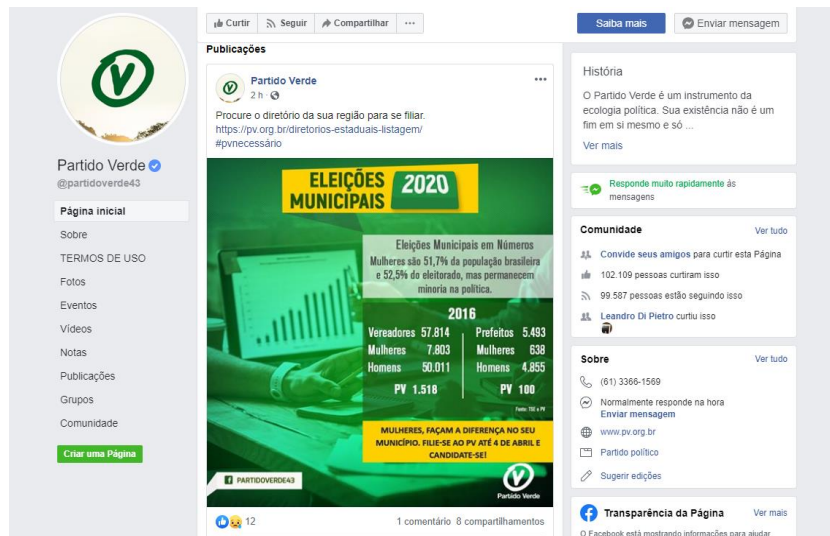 Curtir Seguir Compartilhar ...
Saiba mais Enviar mensagem
V
Partido Verde
@partidoverde43
Página inicial
Sobre
TERMOS DE USO
Fotos
Eventos
Vídeos
Notas
Publicações
Grupos
Comunidade
Criar uma Página
Publicações
Partido Verde
2 h ·
Procure o diretório da sua região para se filiar.
https://pv.org.br/diretorios-estaduais-listagem/
#pvnecessário
ELEIÇÕES 2020
MUNICIPAIS
Eleições Municipais em Números
Mulheres são 51,7% da população brasileira
e 52,5% do eleitorado, mas permanecem
minoria na política.
2016
Vereadores 57.814 Prefeitos 5.493
Mulheres 7.803 Mulheres 638
Homens 50.011 Homens 4.855
PV 1.518 PV 100
Fonte: TSE e PV
MULHERES, FAÇAM A DIFERENÇA NO SEU
MUNICÍPIO. FILIE-SE AO PV ATÉ 4 DE ABRIL E
CANDIDATE-SE!
PARTIDOVERDE43
V
Partido Verde
12
1 comentário 8 compartilhamentos
História
O Partido Verde é um instrumento da
ecologia política. Sua existência não é um
fim em si mesmo e só ...
Ver mais
Responde muito rapidamente às
mensagens
Comunidade Ver tudo
Convide seus amigos para curtir esta Página
102.109 pessoas curtiram isso
99.587 pessoas estão seguindo isso
Leandro Di Pietro curtiu isso
Sobre Ver tudo
(61) 3366-1569
Normalmente responde na hora
Enviar mensagem
www.pv.org.br
Partido político
Sugerir edições
Transparência da Página Ver mais
O Facebook está mostrando informações para ajudar